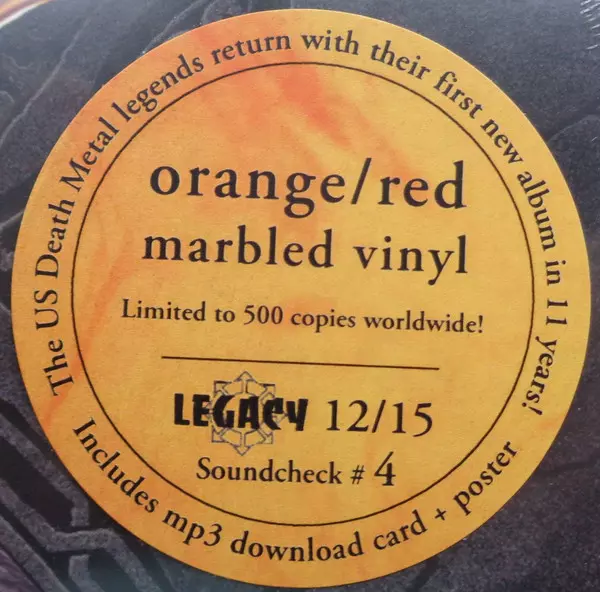 The US Death Metal legends return with their first new album in 11 years!
orange/red
marbled vinyl
Limited to 500 copies worldwide!
LEGACY 12/15
Soundcheck # 4
Includes mp3 download card + poster